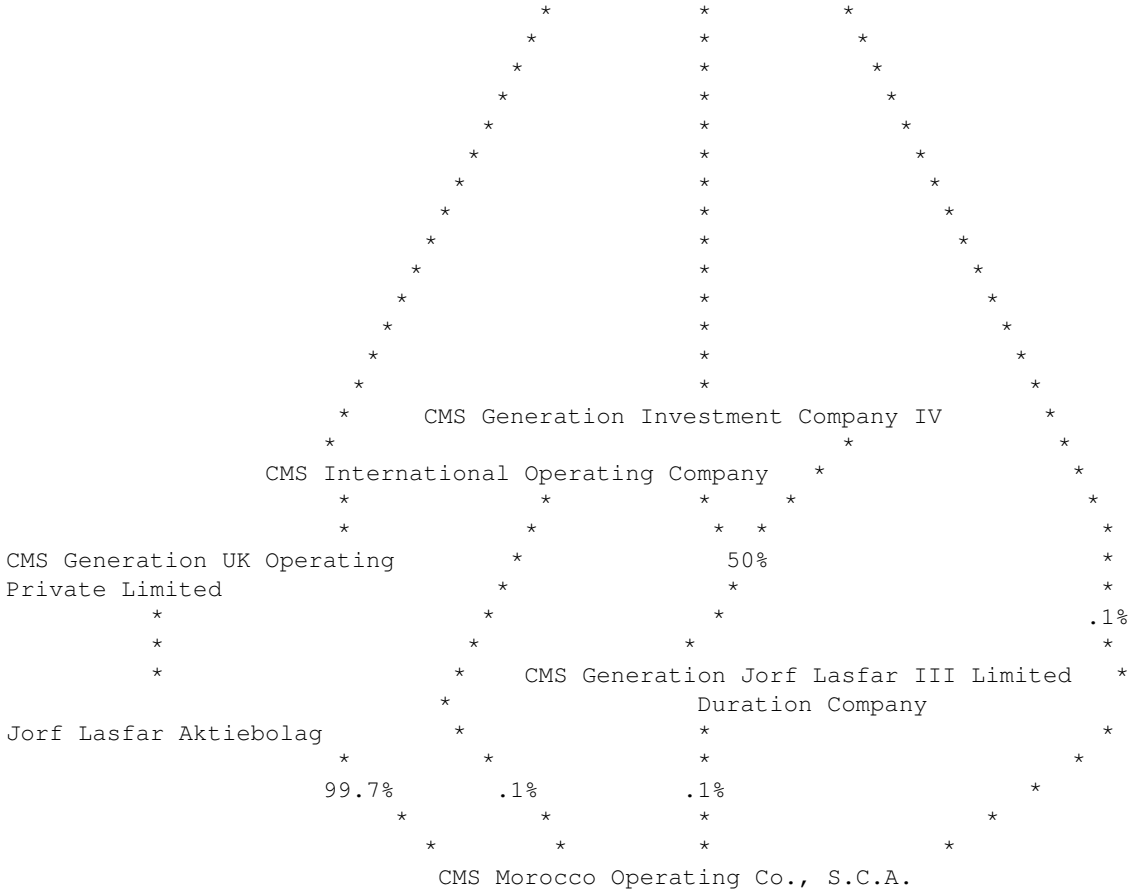 CMS Generation Investment Company IV
CMS International Operating Company
CMS Generation UK Operating
50%
Private Limited
.1%
CMS Generation Jorf Lasfar III Limited
Duration Company
Jorf Lasfar Aktiebolag
99.7% .1% .1%
CMS Morocco Operating Co., S.C.A.